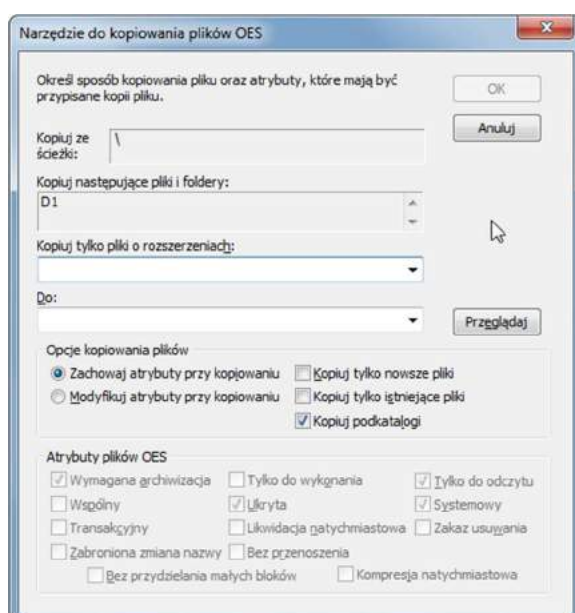 Narzędzie do kopiowania plików OES
Określ sposób kopiowania pliku oraz atrybuty, które mają być
przypisane kopii pliku.
OK
Anuluj
Kopiuj ze
ścieżki:
\
Kopiuj następujące pliki i foldery:
D1
Kopiuj tylko pliki o rozszerzeniach:
Do:
Przeglądaj
Opcje kopiowania plików
Zachowaj atrybuty przy kopiowaniu
Kopiuj tylko nowsze pliki
Modyfikuj atrybuty przy kopiowaniu
Kopiuj tylko istniejące pliki
Kopiuj podkatalogi
Atrybuty plików OES
Wymagana archiwizacja
Tylko do wykonania
Tylko do odczytu
Wspólny
Ukryta
Systemowy
Transakcyjny
Likwidacja natychmiastowa
Zakaz usuwania
Zabroniona zmiana nazwy
Bez przenoszenia
Bez przydzielania małych bloków
Kompresja natychmiastowa